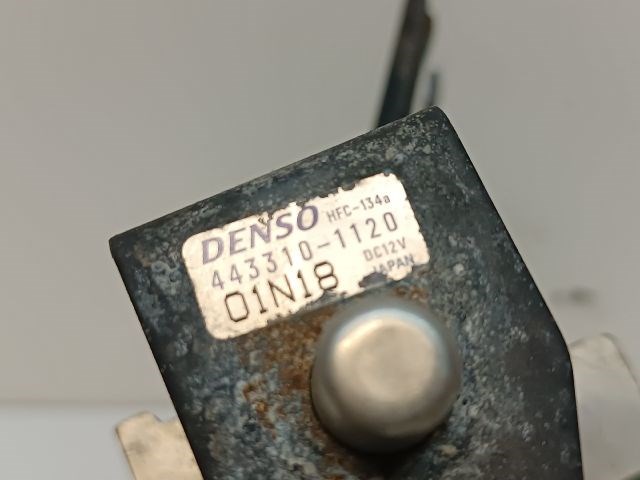 DENSO HFC-134a
443310-1120
DC12V
01N18 JAPAN